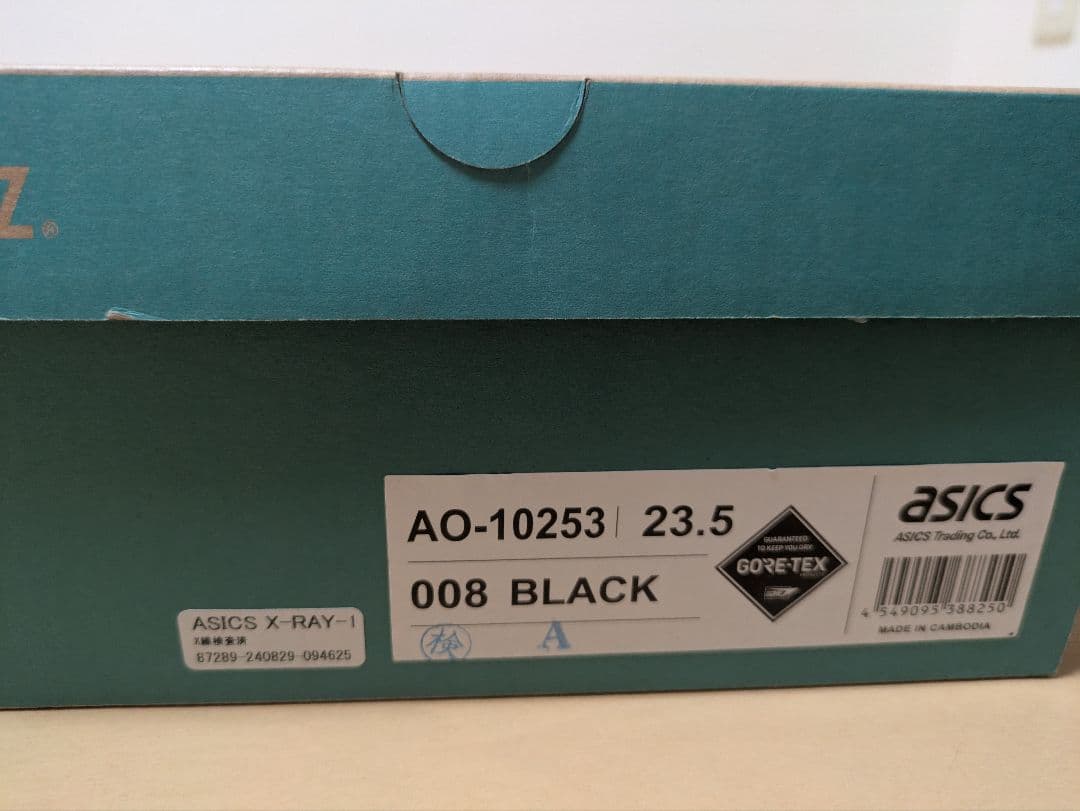 Z®
AO-10253 23.5
008 BLACK
検 A
GUARANTEED
TO KEEP YOU DRY
GORE-TEX
asics
ASICS Trading Co., Ltd.
4 549095 388250
MADE IN CAMBODIA
ASICS X-RAY-I
X線検査済
87289-240829-094625